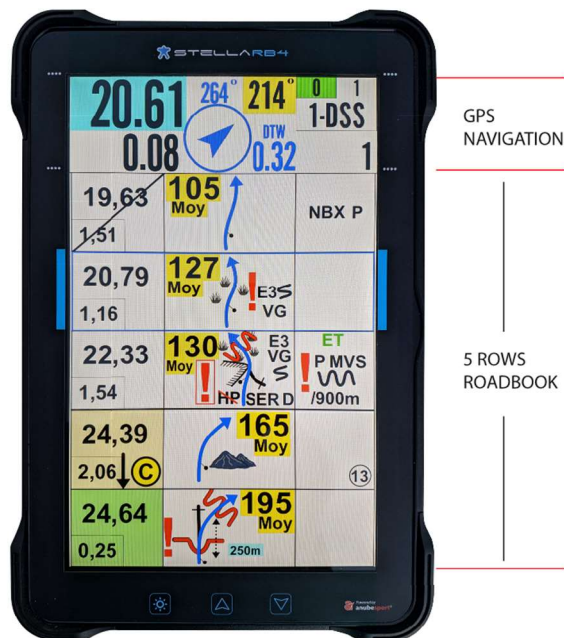 STELLARB4
20.61 264° 214° 0 1
1-DSS
0.08 DTW 0.32 1
GPS
NAVIGATION
19,63 105
Moy
NBX P
1,51
20,79 127
Moy
! E3
VG
1,16
22,33 130
Moy
E3
VG
ET
! P MVS
1,54 ! HP SER D /900m
5 ROWS
ROADBOOK
24,39 165
Moy
2,06 C 13
24,64 195
Moy
!
0,25 250m
anubesport